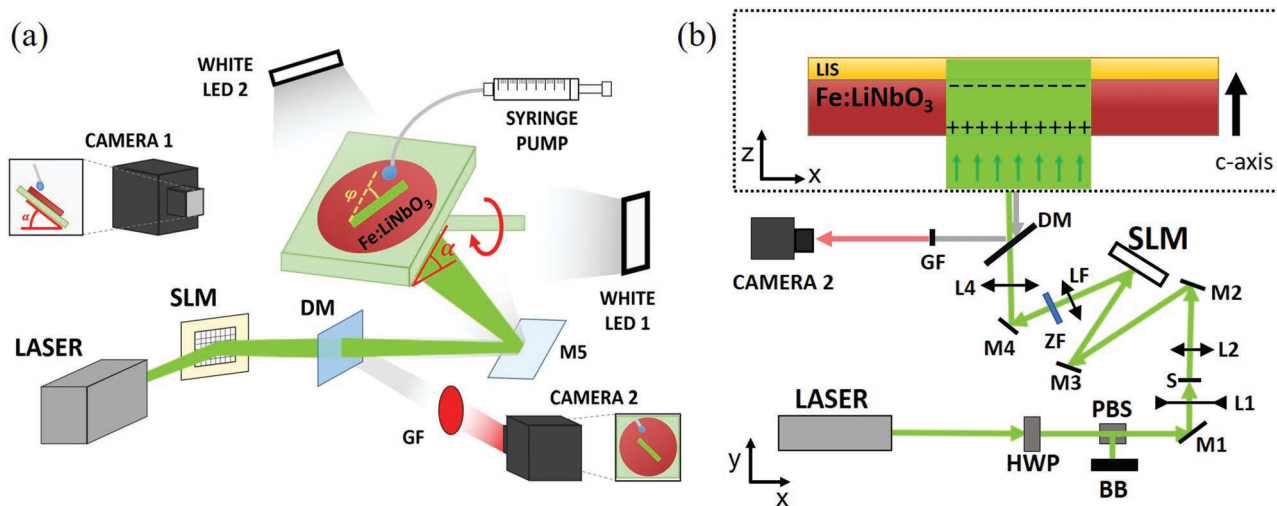 (a)
WHITE
LED 2
SYRINGE
PUMP
CAMERA 1
α
φ
Fe:LiNbO3
α
WHITE
LED 1
SLM
DM
LASER
M5
CAMERA 2
GF
(b)
LIS
Fe:LiNbO₃
- - - - - - - - - -
+++++++++
z
x
c-axis
DM
SLM
GF
CAMERA 2
L4
LF
M2
M4
ZF
M3
L2
S
L1
LASER
PBS
M1
HWP
BB
y
x